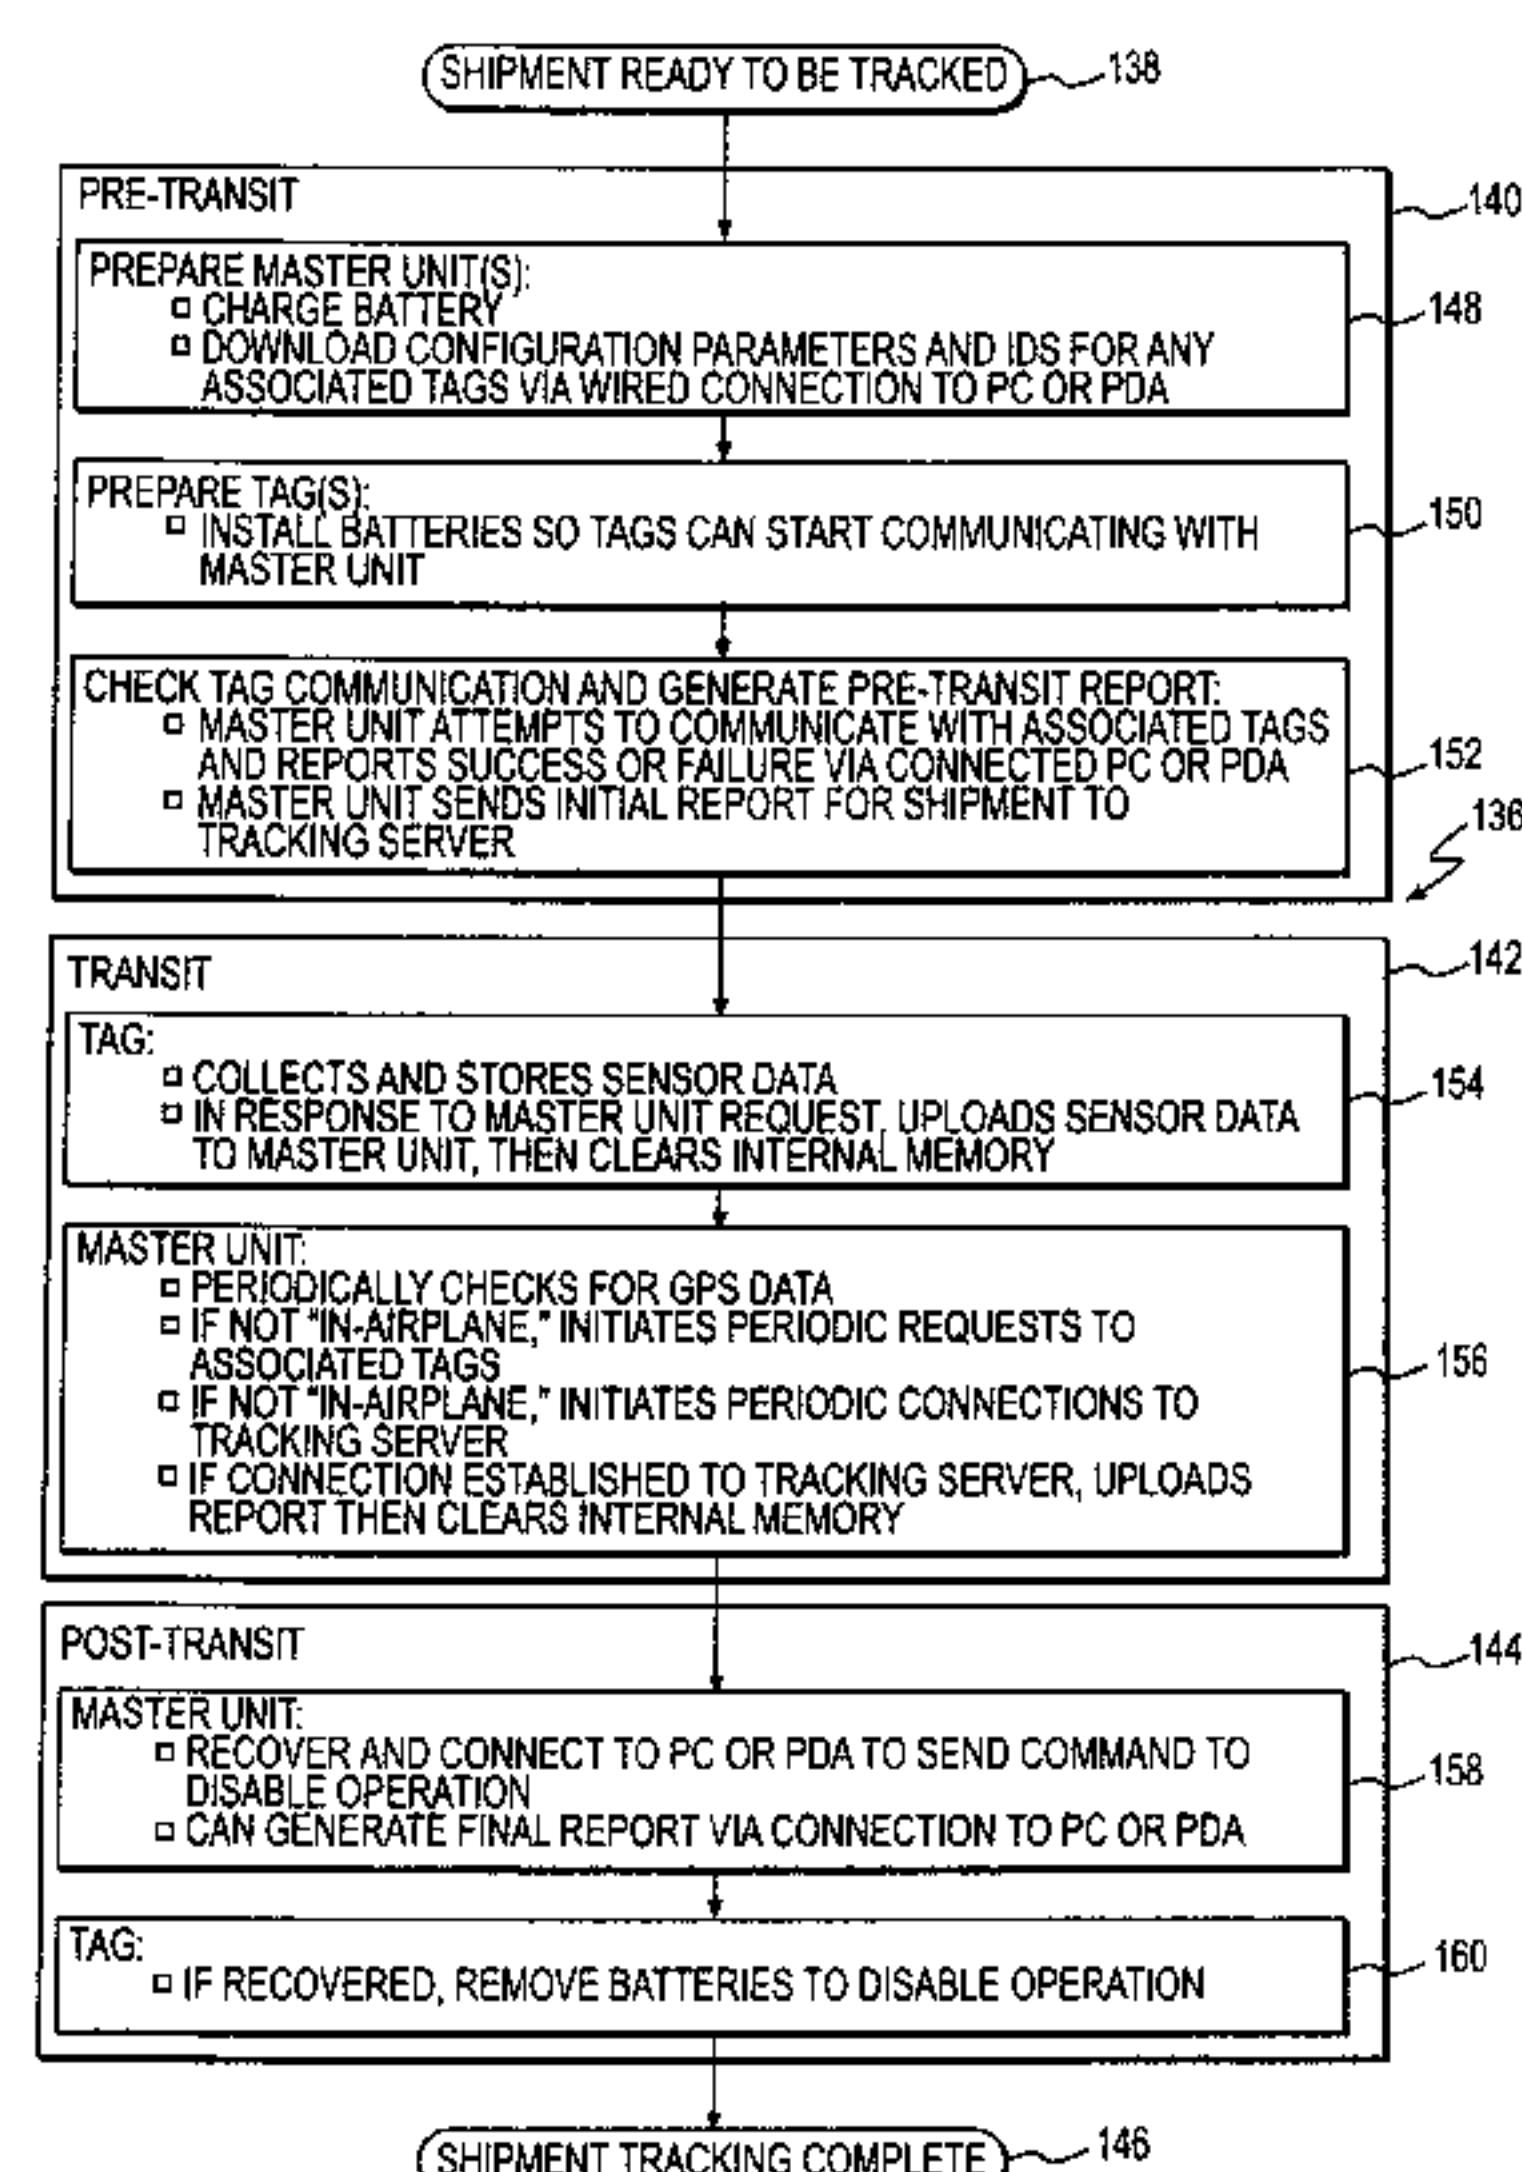 SHIPMENT READY TO BE TRACKED
138
PRE-TRANSIT
140
PREPARE MASTER UNIT(S):
CHARGE BATTERY
DOWNLOAD CONFIGURATION PARAMETERS AND IDS FOR ANY
ASSOCIATED TAGS VIA WIRED CONNECTION TO PC OR PDA
148
PREPARE TAG(S):
INSTALL BATTERIES SO TAGS CAN START COMMUNICATING WITH
MASTER UNIT
150
CHECK TAG COMMUNICATION AND GENERATE PRE-TRANSIT REPORT:
MASTER UNIT ATTEMPTS TO COMMUNICATE WITH ASSOCIATED TAGS
AND REPORTS SUCCESS OR FAILURE VIA CONNECTED PC OR PDA
MASTER UNIT SENDS INITIAL REPORT FOR SHIPMENT TO
TRACKING SERVER
152
136
TRANSIT
142
TAG:
COLLECTS AND STORES SENSOR DATA
IN RESPONSE TO MASTER UNIT REQUEST, UPLOADS SENSOR DATA
TO MASTER UNIT, THEN CLEARS INTERNAL MEMORY
154
MASTER UNIT:
PERIODICALLY CHECKS FOR GPS DATA
IF NOT "IN-AIRPLANE," INITIATES PERIODIC REQUESTS TO
ASSOCIATED TAGS
IF NOT "IN-AIRPLANE," INITIATES PERIODIC CONNECTIONS TO
TRACKING SERVER
IF CONNECTION ESTABLISHED TO TRACKING SERVER, UPLOADS
REPORT THEN CLEARS INTERNAL MEMORY
156
POST-TRANSIT
144
MASTER UNIT:
RECOVER AND CONNECT TO PC OR PDA TO SEND COMMAND TO
DISABLE OPERATION
CAN GENERATE FINAL REPORT VIA CONNECTION TO PC OR PDA
158
TAG:
IF RECOVERED, REMOVE BATTERIES TO DISABLE OPERATION
160
SHIPMENT TRACKING COMPLETE
146